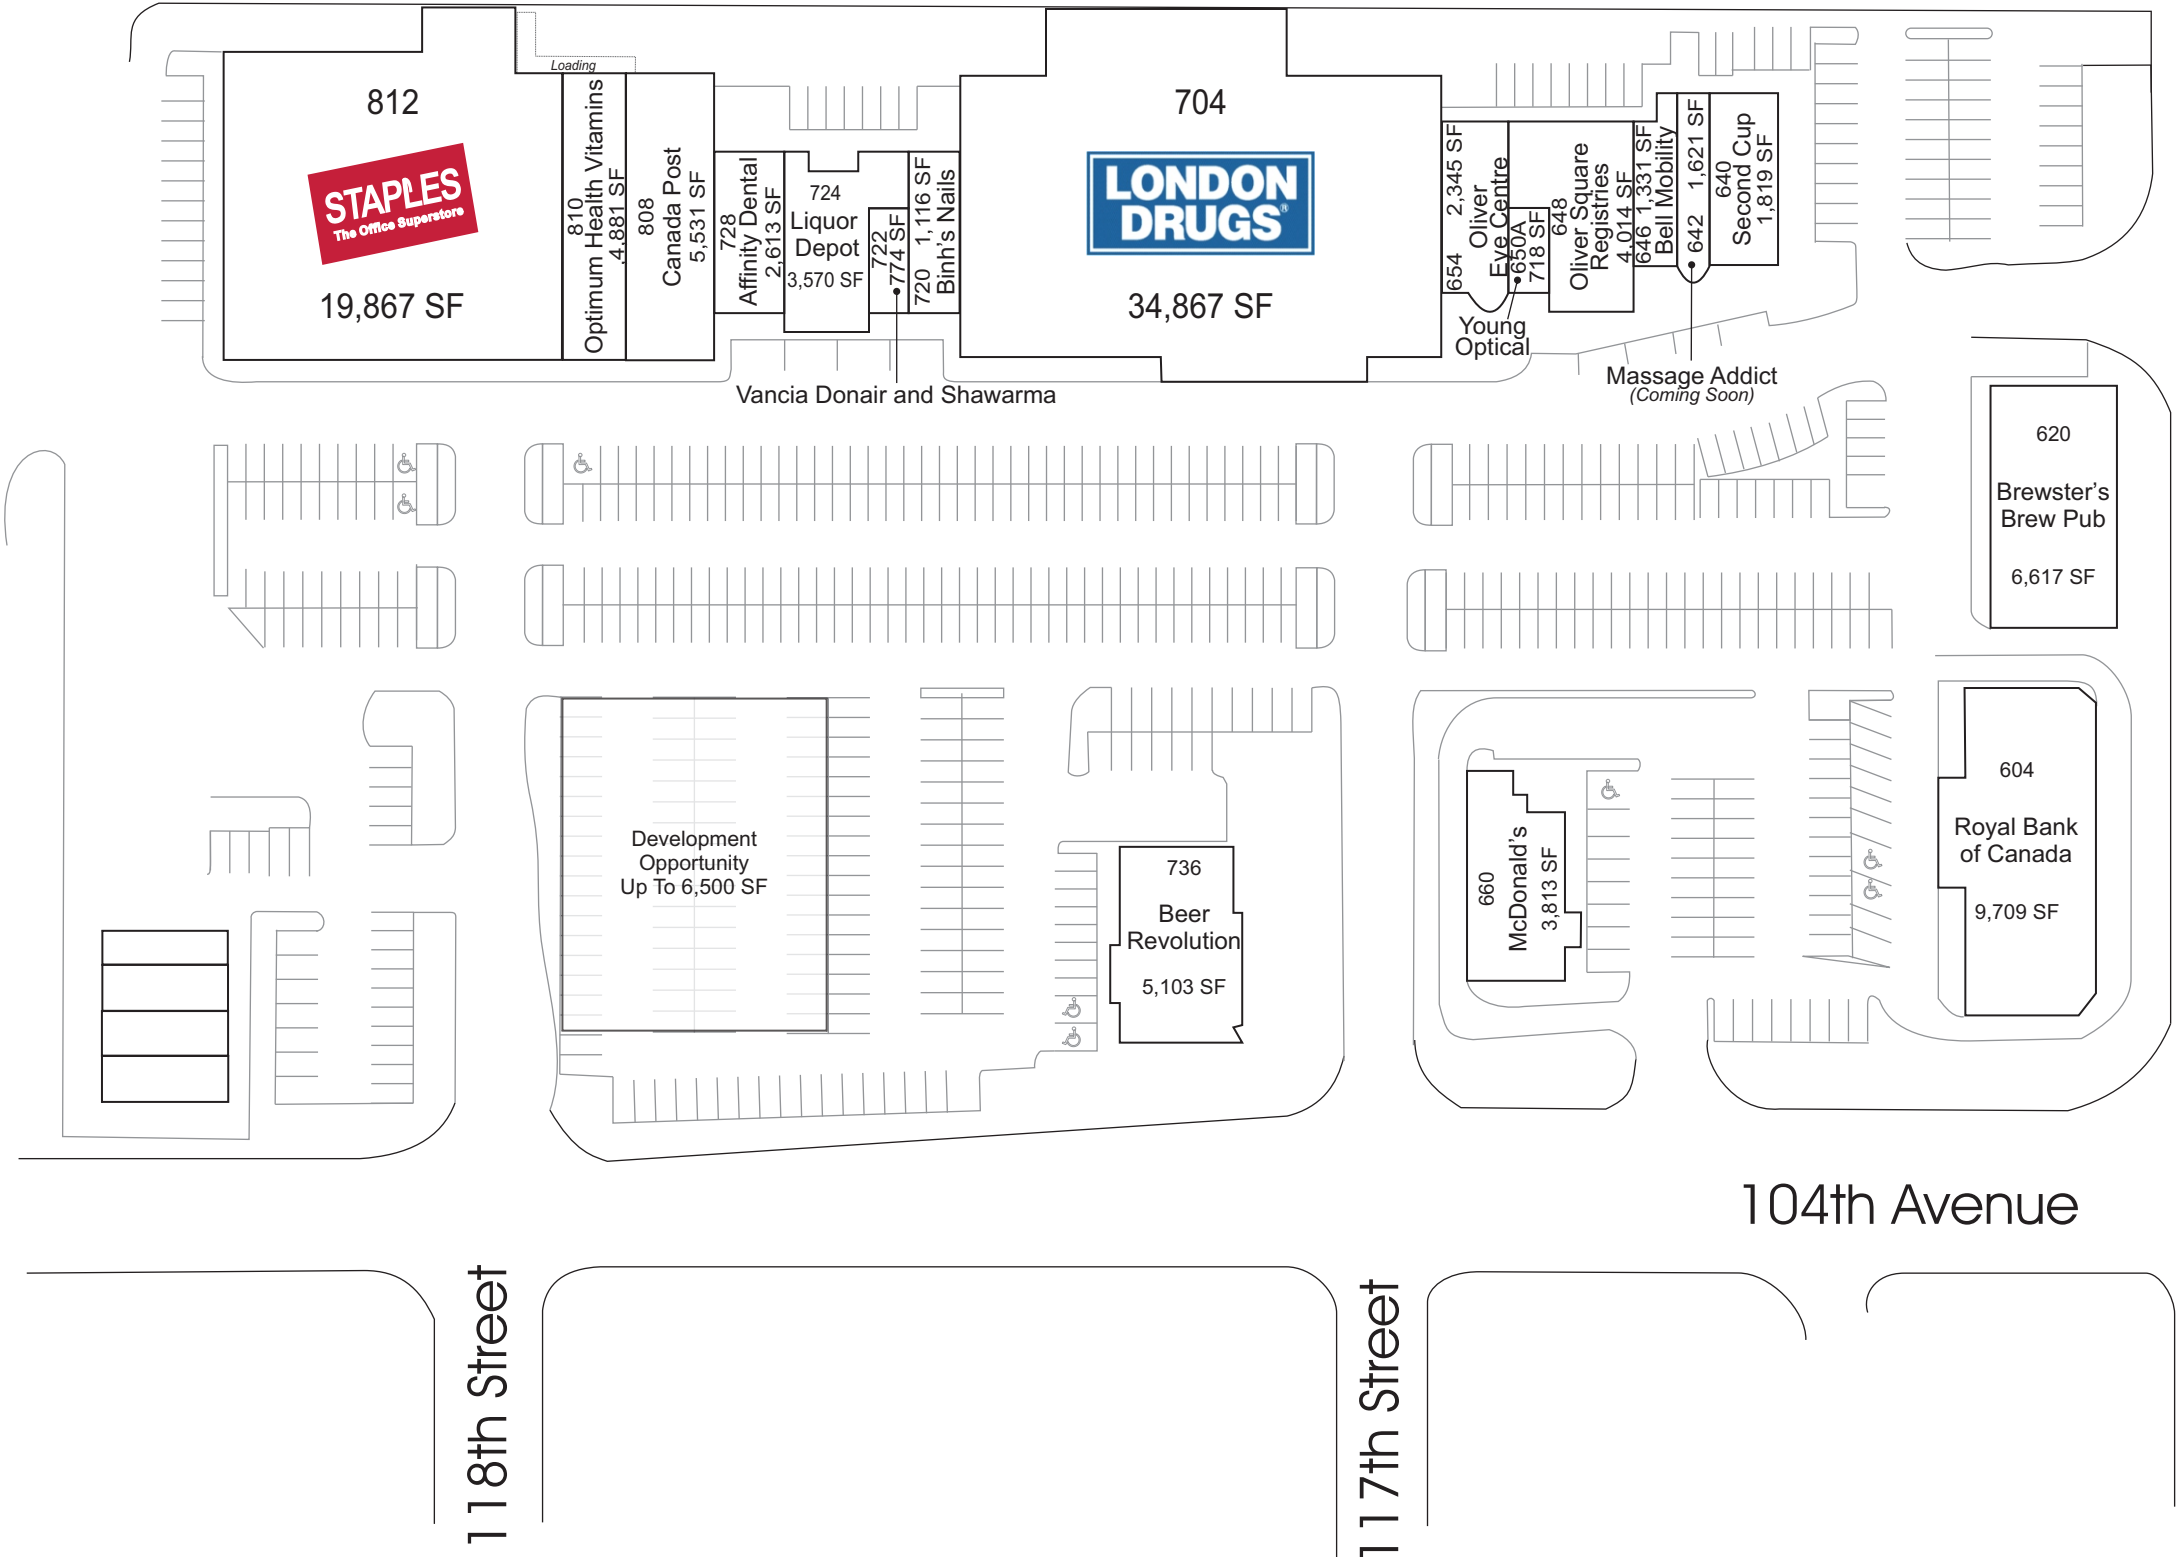 812
STAPLES
The Office Superstore
19,867 SF
Loading
810
Optimum Health Vitamins
4,881 SF
808
Canada Post
5,531 SF
728
Affinity Dental
2,613 SF
724
Liquor
Depot
3,570 SF
722
774 SF
Vancia Donair and Shawarma
720 1,116 SF
Binh's Nails
704
LONDON
DRUGS®
34,867 SF
654 2,345 SF
Oliver
Eye Centre
650A
718 SF
Young
Optical
648
Oliver Square
Registries
4,014 SF
646 1,331 SF
Bell Mobility
642 1,621 SF
Massage Addict
(Coming Soon)
640
Second Cup
1,819 SF
620
Brewster's
Brew Pub
6,617 SF
Development
Opportunity
Up To 6,500 SF
736
Beer
Revolution
5,103 SF
660
McDonald's
3,813 SF
604
Royal Bank
of Canada
9,709 SF
104th Avenue
118th Street
117th Street